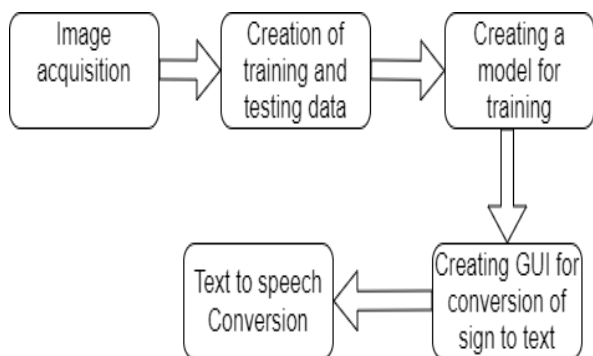 Image
acquisition
Creation of
training and
testing data
Creating a
model for
training
Creating GUI for
conversion of
sign to text
Text to speech
Conversion